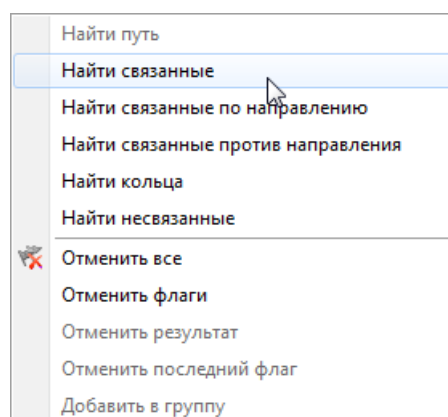 Найти путь
Найти связанные
Найти связанные по направлению
Найти связанные против направления
Найти кольца
Найти несвязанные
Отменить все
Отменить флаги
Отменить результат
Отменить последний флаг
Добавить в группу